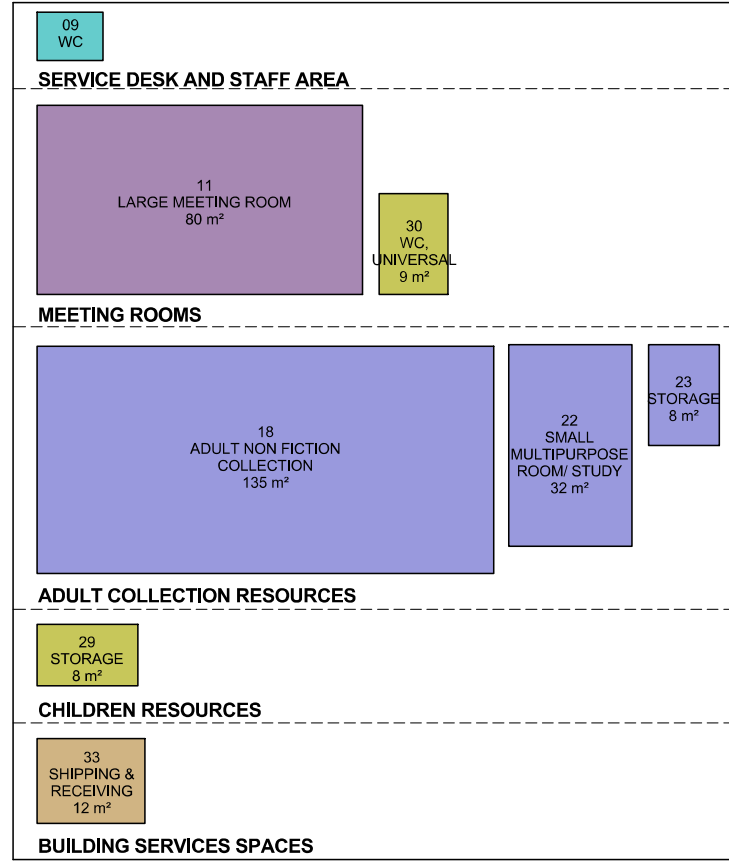 09
WC
SERVICE DESK AND STAFF AREA
11
LARGE MEETING ROOM
80 m²
30
WC,
UNIVERSAL
9 m²
MEETING ROOMS
18
ADULT NON FICTION
COLLECTION
135 m²
22
SMALL
MULTIPURPOSE
ROOM/ STUDY
32 m²
23
STORAGE
8 m²
ADULT COLLECTION RESOURCES
29
STORAGE
8 m²
CHILDREN RESOURCES
33
SHIPPING &
RECEIVING
12 m²
BUILDING SERVICES SPACES